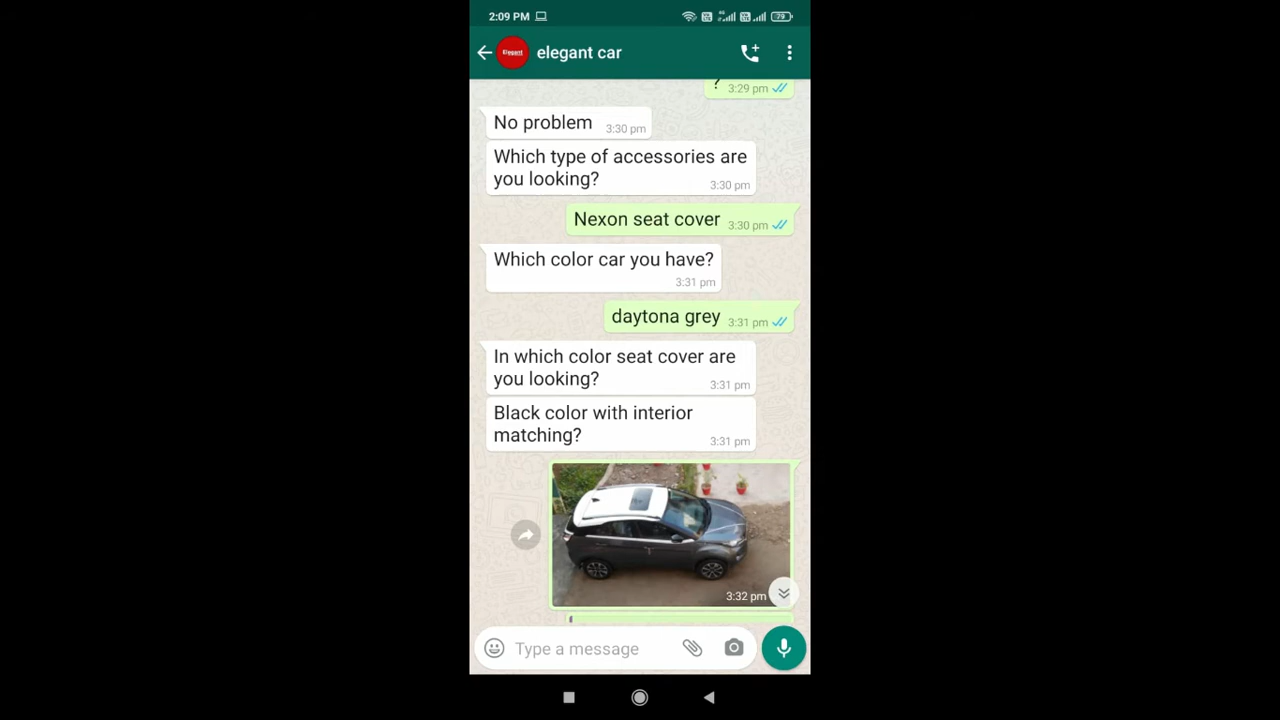 2:09 PM
79
Elegant
elegant car
? 3:29 pm
No problem 3:30 pm
Which type of accessories are
you looking? 3:30 pm
Nexon seat cover 3:30 pm
Which color car you have?
3:31 pm
daytona grey 3:31 pm
In which color seat cover are
you looking? 3:31 pm
Black color with interior
matching? 3:31 pm
3:32 pm
Type a message